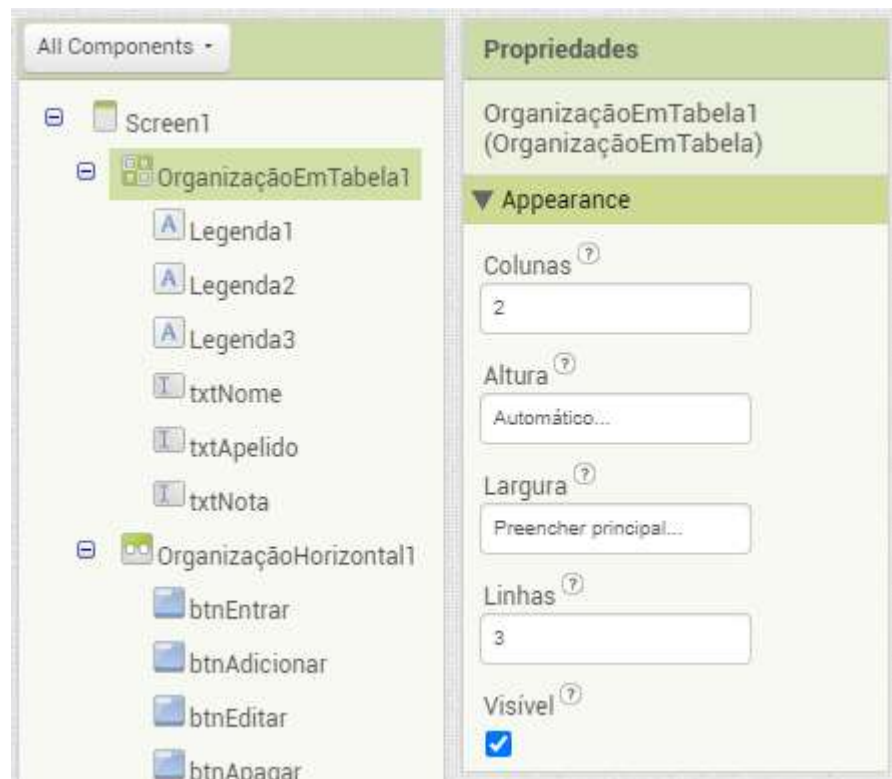 All Components
Screen1
OrganizaçãoEmTabela1
Legenda1
Legenda2
Legenda3
txtNome
txtApelido
txtNota
OrganizaçãoHorizontal1
btnEntrar
btnAdicionar
btnEditar
btnApagar
Propriedades
OrganizaçãoEmTabela1
(OrganizaçãoEmTabela)
Appearance
Colunas ?
2
Altura ?
Automático...
Largura ?
Preencher principal...
Linhas ?
3
Visível ?